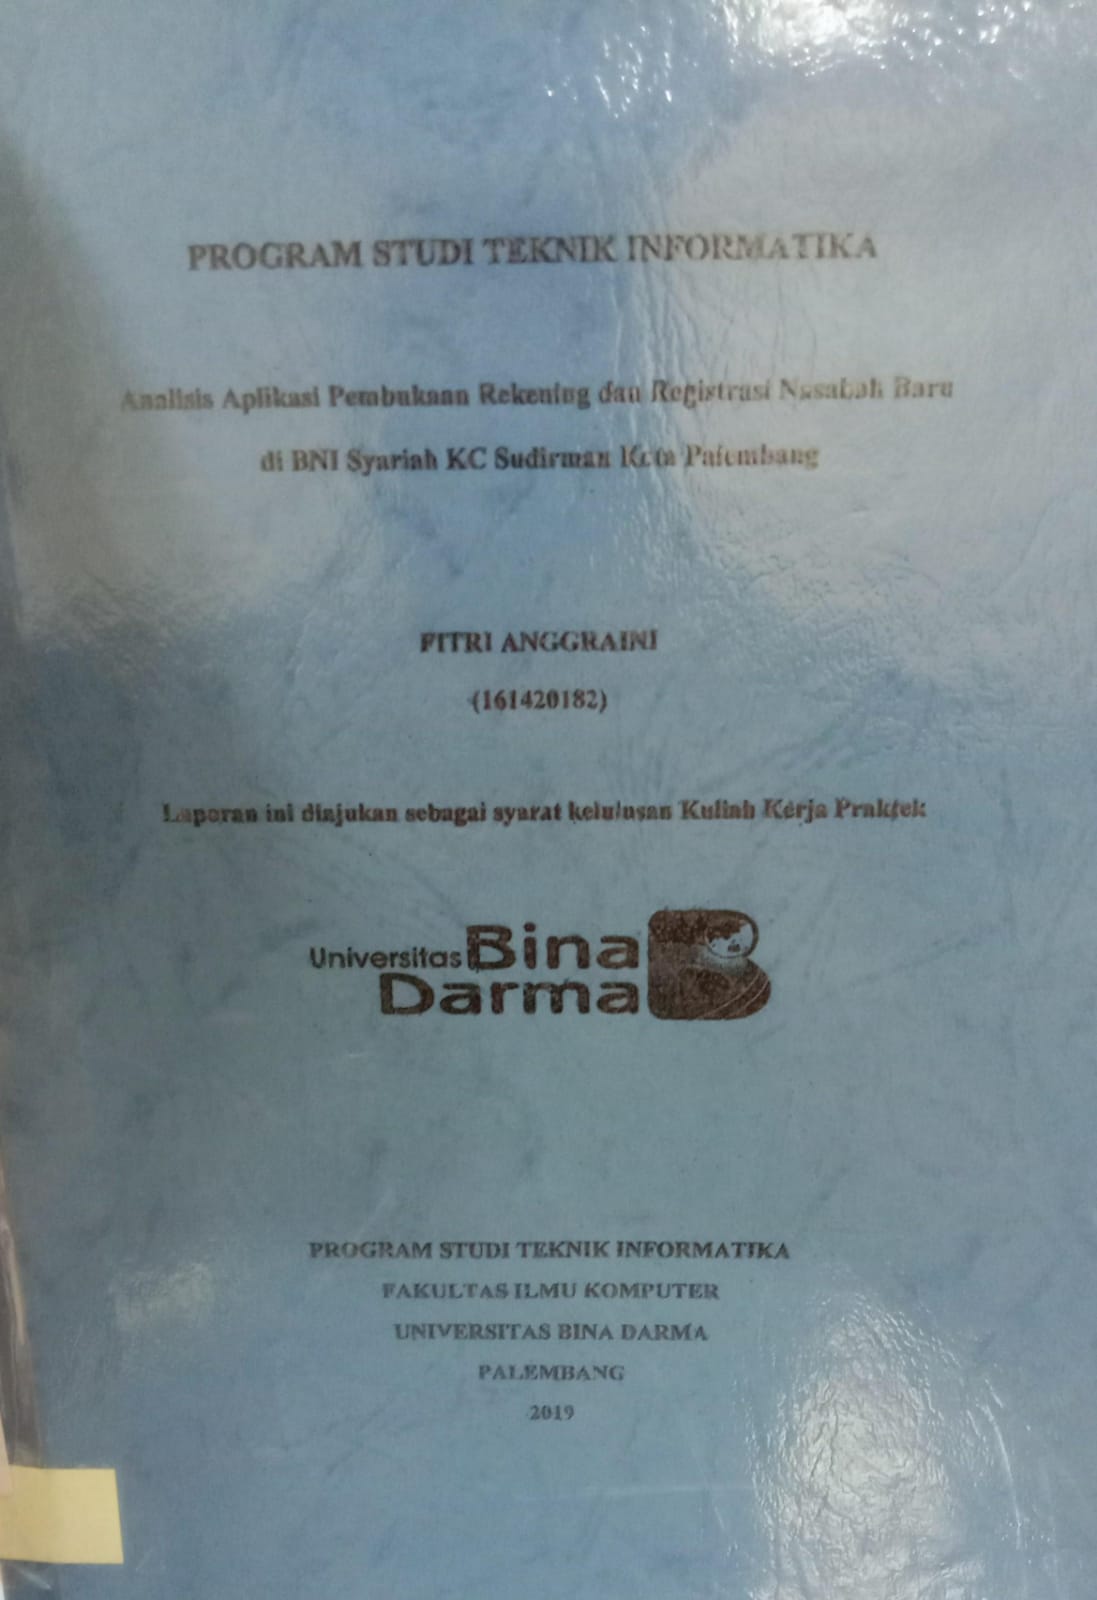 PROGRAM STUDI TEKNIK INFORMATIKA
Analisis Aplikasi Pembukaan Rekening dan Registrasi Nasabah Baru
di BNI Syariah KC Sudirman Kota Palembang
FITRI ANGGRAINI
(161420182)
Laporan ini diajukan sebagai syarat kelulusan Kuliah Kerja Praktek
Universitas Bina
Darma
PROGRAM STUDI TEKNIK INFORMATIKA
FAKULTAS ILMU KOMPUTER
UNIVERSITAS BINA DARMA
PALEMBANG
2019